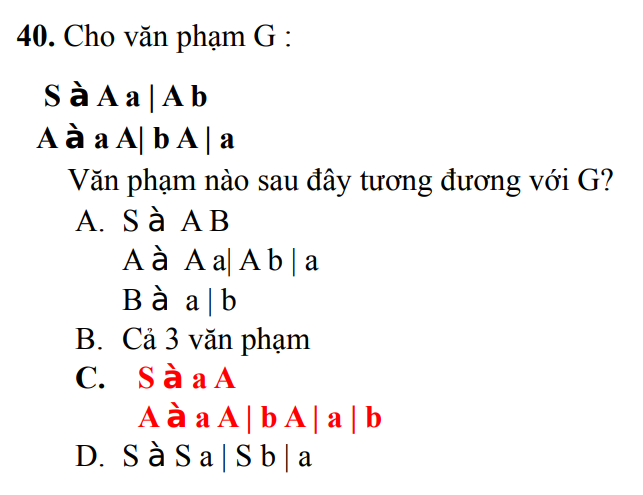 40. Cho văn phạm G :
S à A a | A b
A à a A| b A | a
Văn phạm nào sau đây tương đương với G?
A. S à A B
A à A a| A b | a
B à a | b
B. Cả 3 văn phạm
C. S à a A
A à a A | b A | a | b
D. S à S a | S b | a